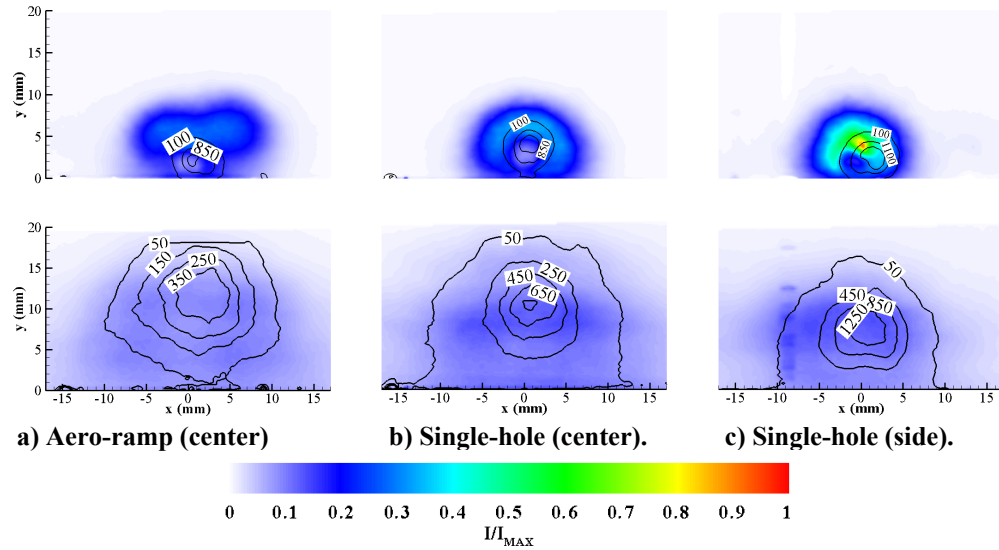 20
15
10
5
0
y (mm)
100
850
100
850
100
1100
20
15
10
5
0
y (mm)
50
150
250
350
50
250
450
650
50
450
850
1250
-15 -10 -5 0 5 10 15
x (mm)
-15 -10 -5 0 5 10 15
x (mm)
-15 -10 -5 0 5 10 15
x (mm)
a) Aero-ramp (center)
b) Single-hole (center).
c) Single-hole (side).
0 0.1 0.2 0.3 0.4 0.5 0.6 0.7 0.8 0.9 1
I/I_MAX